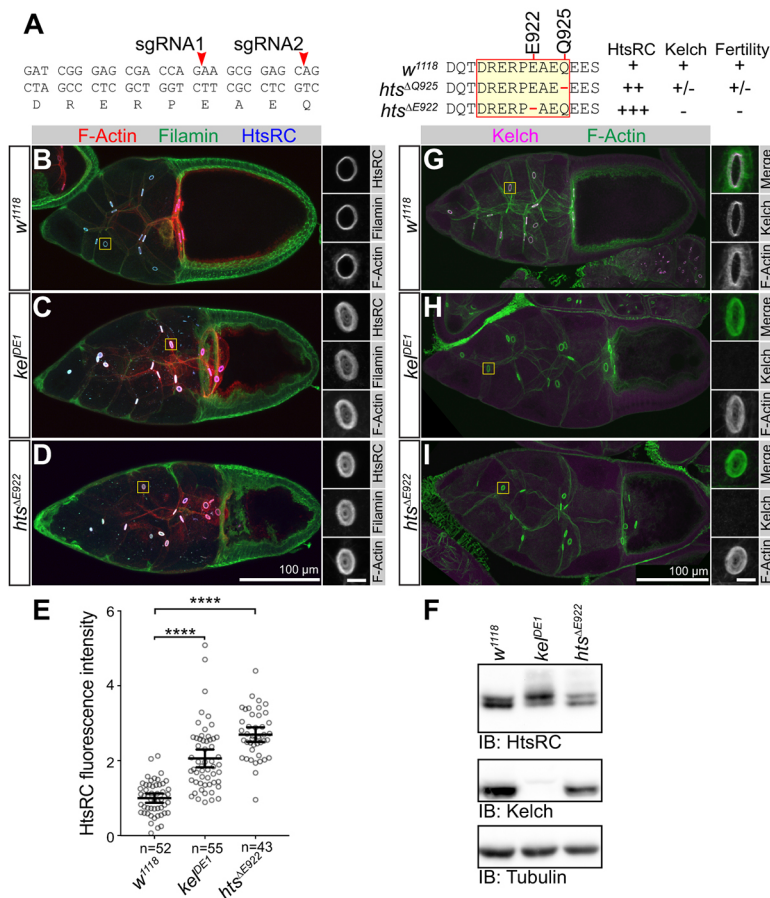 A
sgRNA1 sgRNA2
GAT CGG GAG CGA CCA GAA GCG GAG CAG
CTA GCC CTC GCT GGT CTT CGC CTC GTC
D R E R P E A E Q
E922
Q925
HtsRC Kelch Fertility
w1118 DQTDRERPEAEQEES + + +
htsΔQ925 DQTDRERPEAE-EES ++ +/- +/-
htsΔE922 DQTDRERP-AEQEES +++ - -
F-Actin Filamin HtsRC
B
w1118
HtsRC
Filamin
F-Actin
C
kelDE1
HtsRC
Filamin
F-Actin
D
htsΔE922
HtsRC
Filamin
F-Actin
100 µm
Kelch F-Actin
G
w1118
Merge
Kelch
F-Actin
H
kelDE1
Merge
Kelch
F-Actin
I
htsΔE922
Merge
Kelch
F-Actin
100 µm
E
HtsRC fluorescence intensity
6
4
2
0
****
****
n=52 n=55 n=43
w1118 kelDE1 htsΔE922
F
w1118 kelDE1 htsΔE922
IB: HtsRC
IB: Kelch
IB: Tubulin